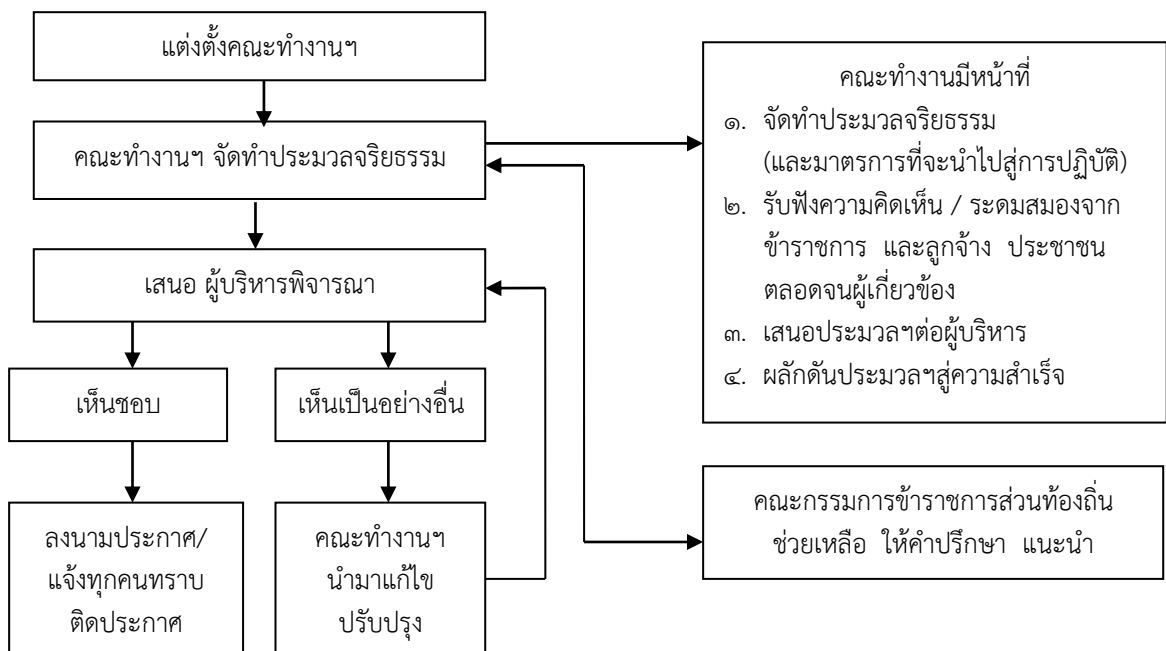 แต่งตั้งคณะทำงานฯ
คณะทำงานฯ จัดทำประมวลจริยธรรม
เสนอ ผู้บริหารพิจารณา
เห็นชอบ
เห็นเป็นอย่างอื่น
ลงนามประกาศ/
แจ้งทุกคนทราบ
ติดประกาศ
คณะทำงานฯ
นำมาแก้ไข
ปรับปรุง
คณะทำงานมีหน้าที่
๑. จัดทำประมวลจริยธรรม
(และมาตรการที่จะนำไปสู่การปฏิบัติ)
๒. รับฟังความคิดเห็น / ระดมสมองจาก
ข้าราชการ และลูกจ้าง ประชาชน
ตลอดจนผู้เกี่ยวข้อง
๓. เสนอประมวลฯต่อผู้บริหาร
๔. ผลักดันประมวลฯสู่ความสำเร็จ
คณะกรรมการข้าราชการส่วนท้องถิ่น
ช่วยเหลือ ให้คำปรึกษา แนะนำ